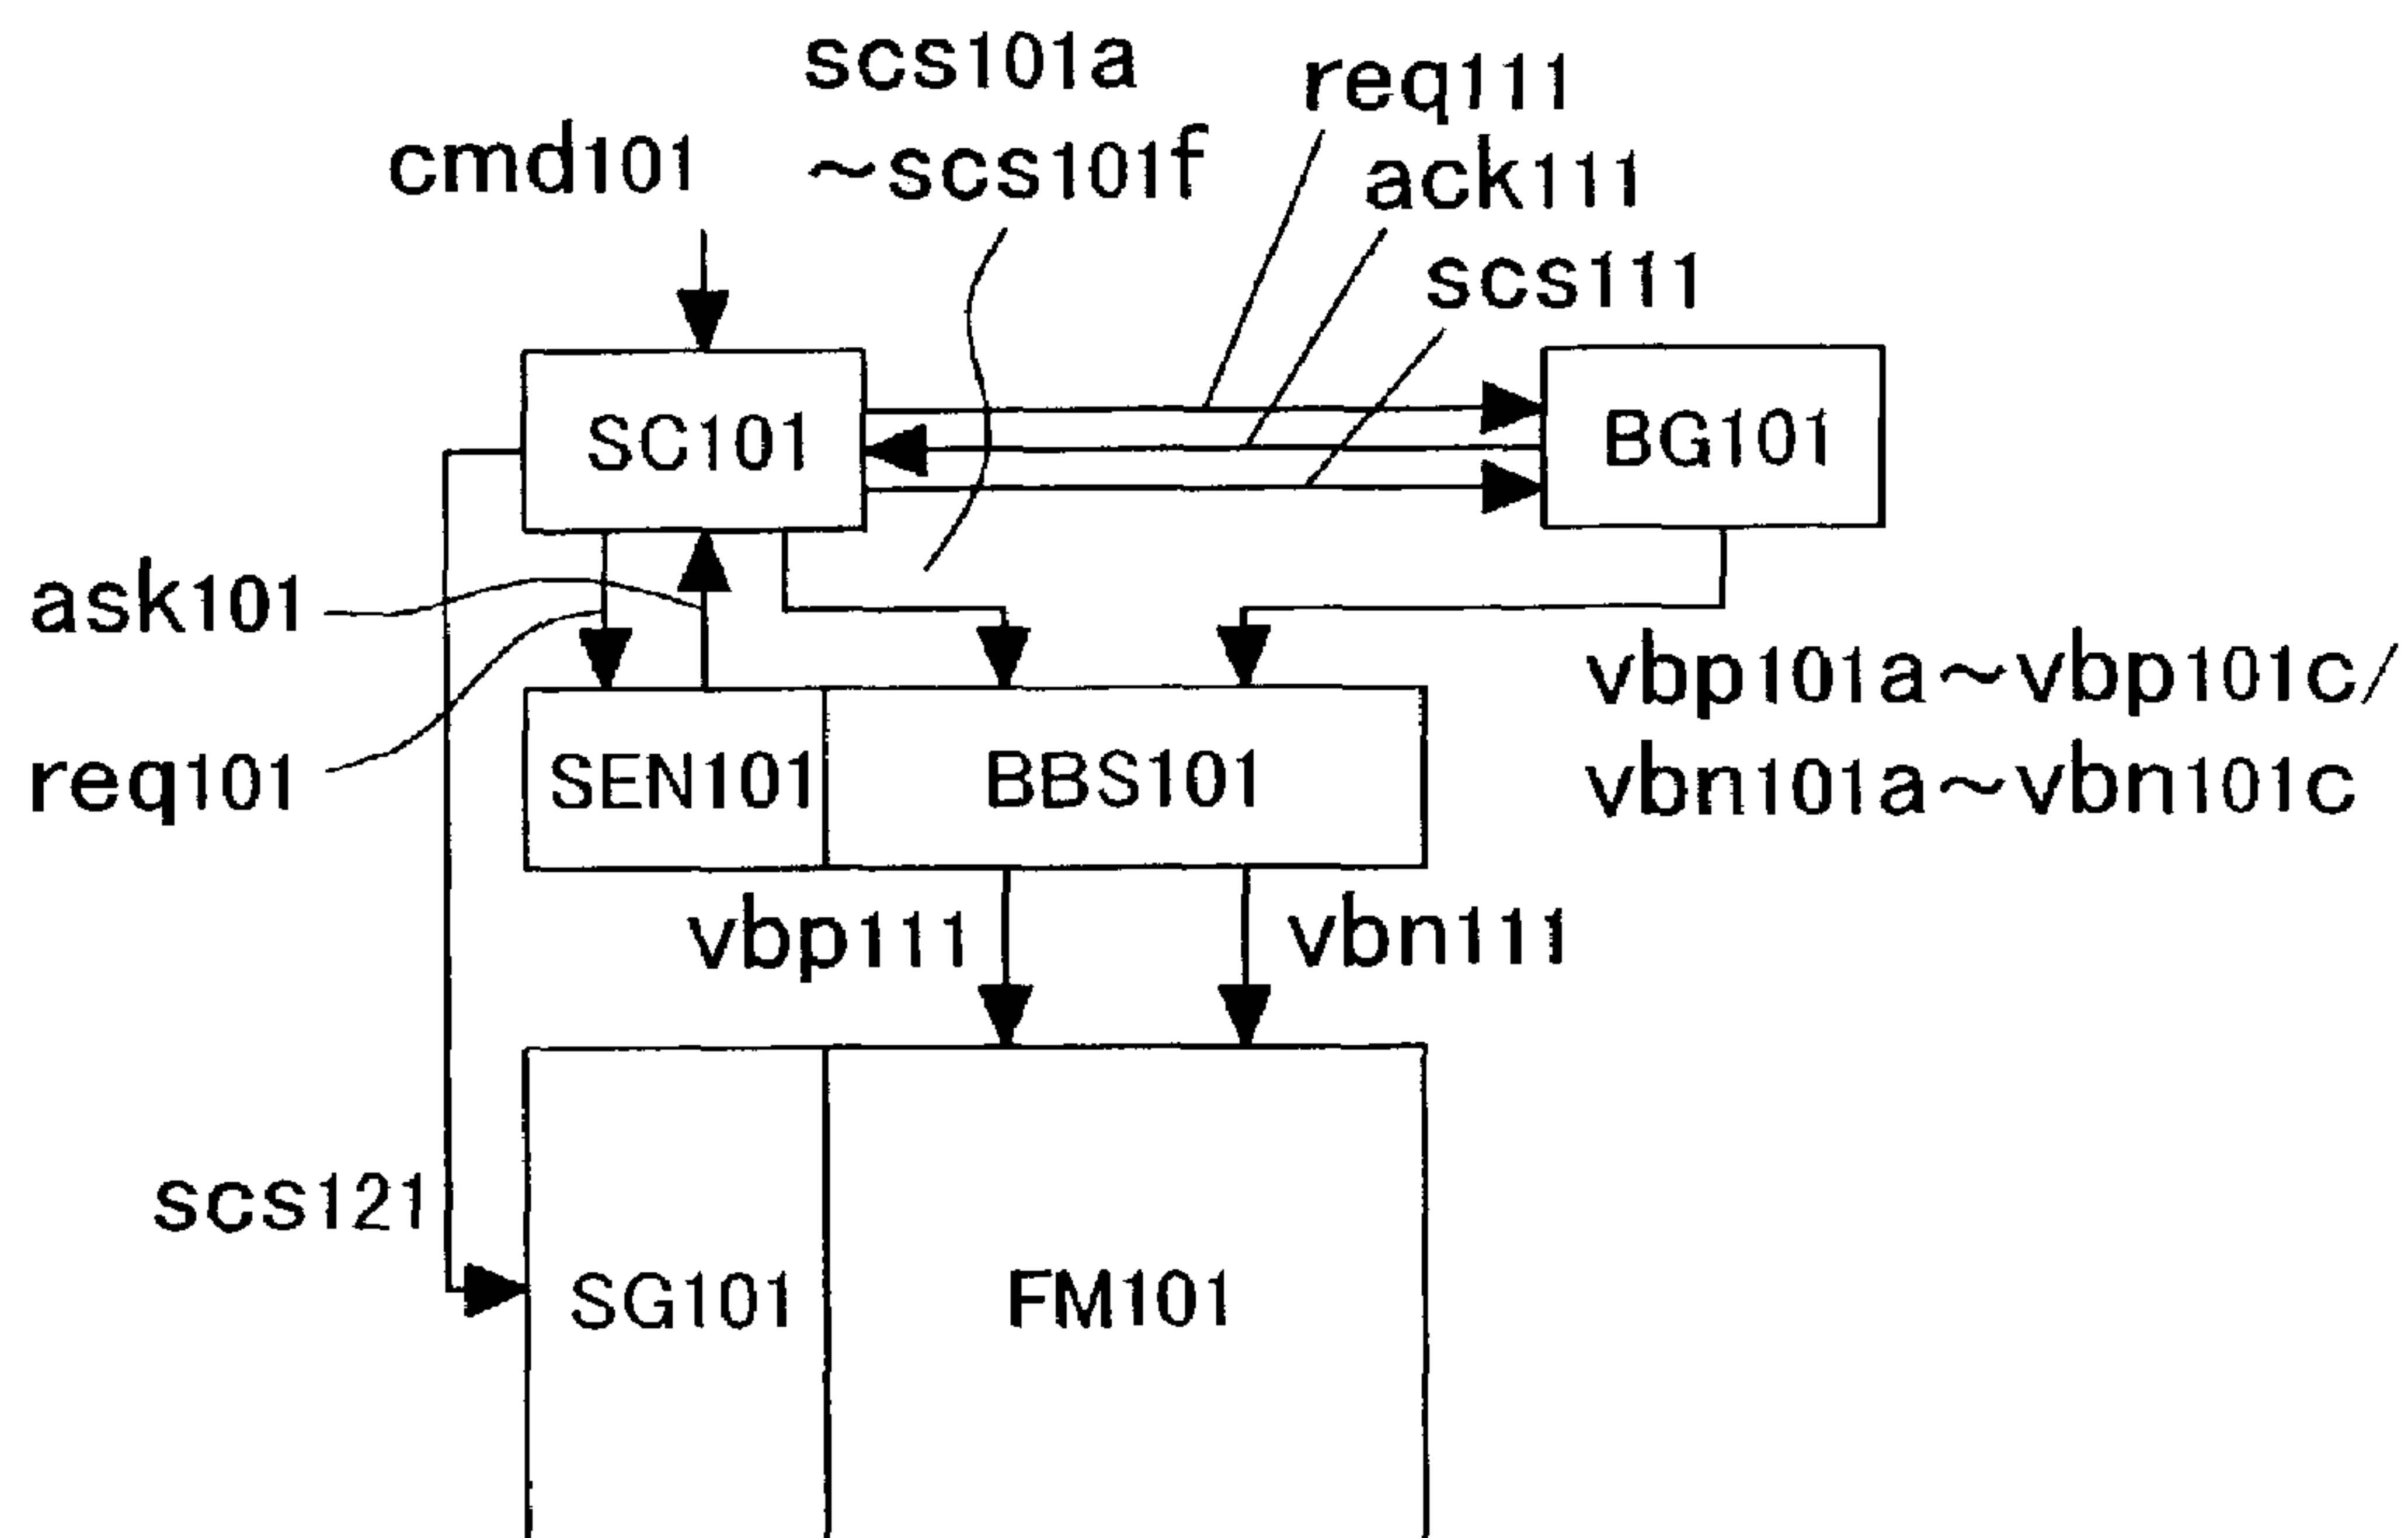 scs101a
~scs101f
cmd101
req111
ack111
scs111
SC101
BG101
ask101
req101
SEN101
BBS101
vbp101a~vbp101c/
vbn101a~vbn101c
vbp111
vbn111
scs121
SG101
FM101